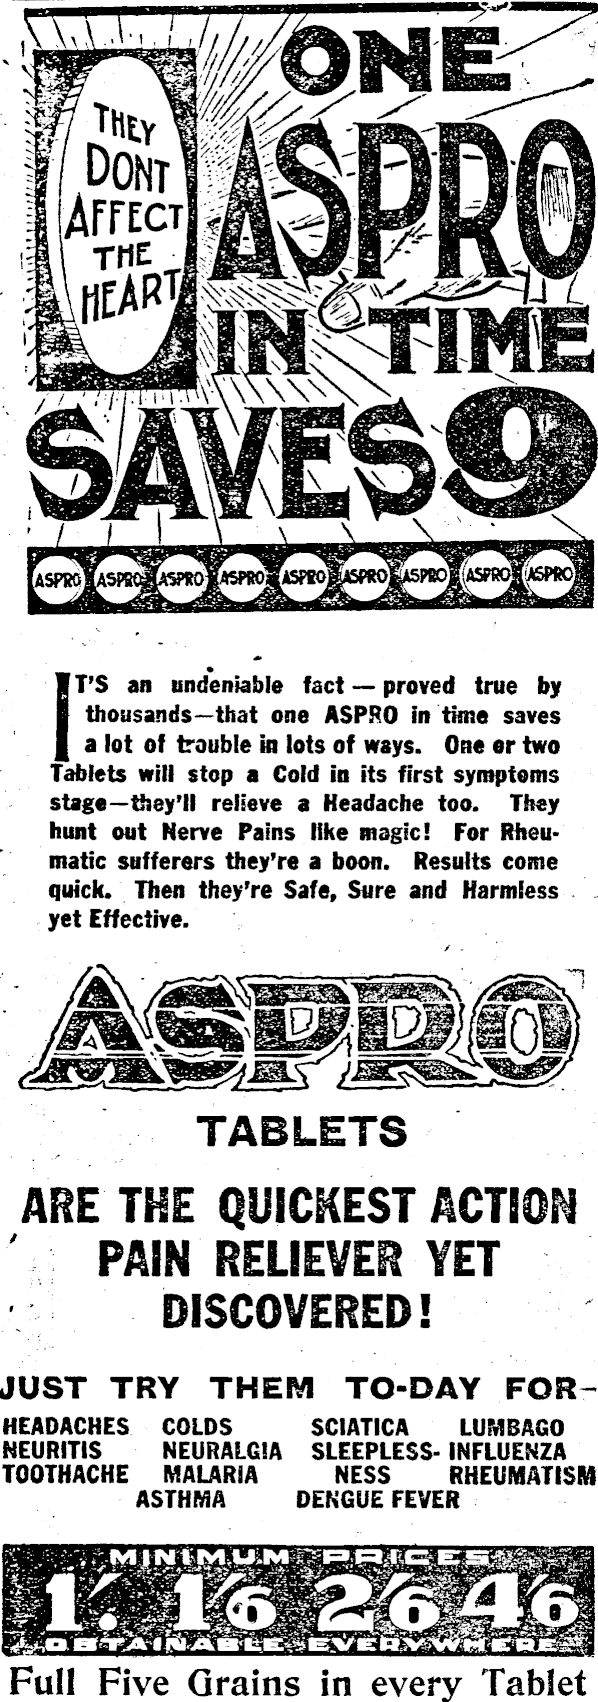 ONE
THEY
DONT
AFFECT
THE
HEART
ASPRO
IN TIME
SAVES 9
ASPRO ASPRO ASPRO ASPRO ASPRO ASPRO ASPRO ASPRO ASPRO
IT'S an undeniable fact — proved true by
thousands—that one ASPRO in time saves
a lot of trouble in lots of ways. One or two
Tablets will stop a Cold in its first symptoms
stage—they'll relieve a Headache too. They
hunt out Nerve Pains like magic! For Rheu-
matic sufferers they're a boon. Results come
quick. Then they're Safe, Sure and Harmless
yet Effective.
ASPRO
TABLETS
ARE THE QUICKEST ACTION
PAIN RELIEVER YET
DISCOVERED!
JUST TRY THEM TO-DAY FOR—
HEADACHES COLDS SCIATICA LUMBAGO
NEURITIS NEURALGIA SLEEPLESS- INFLUENZA
TOOTHACHE MALARIA NESS RHEUMATISM
ASTHMA DENGUE FEVER
MINIMUM PRICES
1/. 1/6 2/6 4/6
OBTAINABLE EVERYWHERE
Full Five Grains in every Tablet